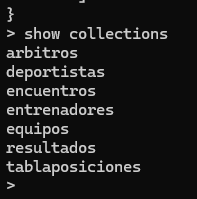 }
> show collections
arbitros
deportistas
encuentros
entrenadores
equipos
resultados
tablaposiciones
>